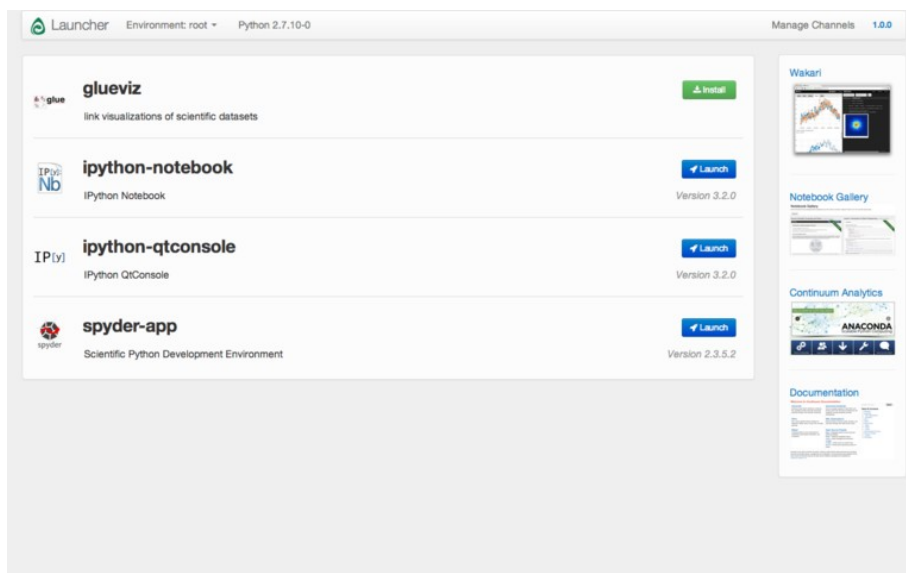 Launcher Environment: root Python 2.7.10-0 Manage Channels 1.0.0
glue
glueviz
Install
link visualizations of scientific datasets
IP[y]:
Nb
ipython-notebook
Launch
IPython Notebook
Version 3.2.0
IP[y]
ipython-qtconsole
Launch
IPython QtConsole
Version 3.2.0
spyder
spyder-app
Launch
Scientific Python Development Environment
Version 2.3.5.2
Wakari
Notebook Gallery
Notebook Gallery
Continuum Analytics
ANACONDA
Documentation